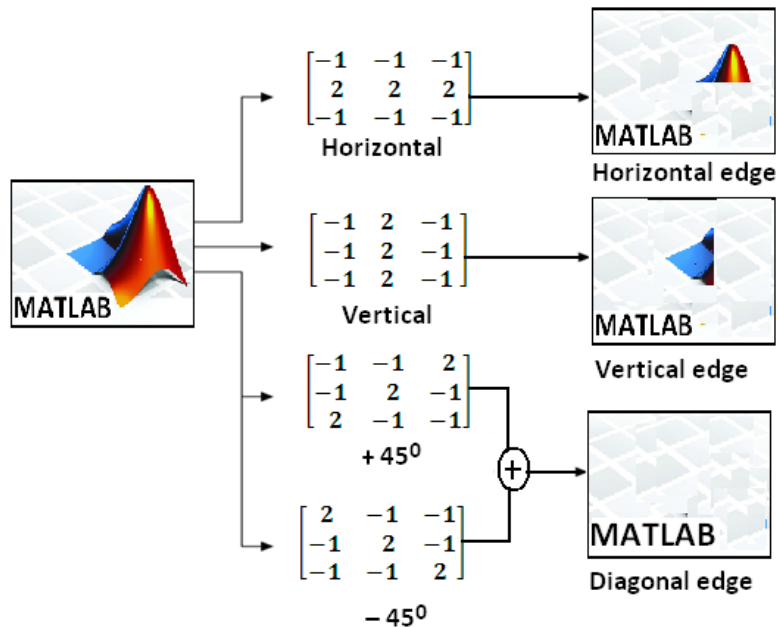 −1 −1 −1
2 2 2
−1 −1 −1
Horizontal
MATLAB
Horizontal edge
MATLAB
−1 2 −1
−1 2 −1
−1 2 −1
Vertical
MATLAB
Vertical edge
−1 −1 2
−1 2 −1
2 −1 −1
+ 45⁰
+
MATLAB
Diagonal edge
2 −1 −1
−1 2 −1
−1 −1 2
− 45⁰